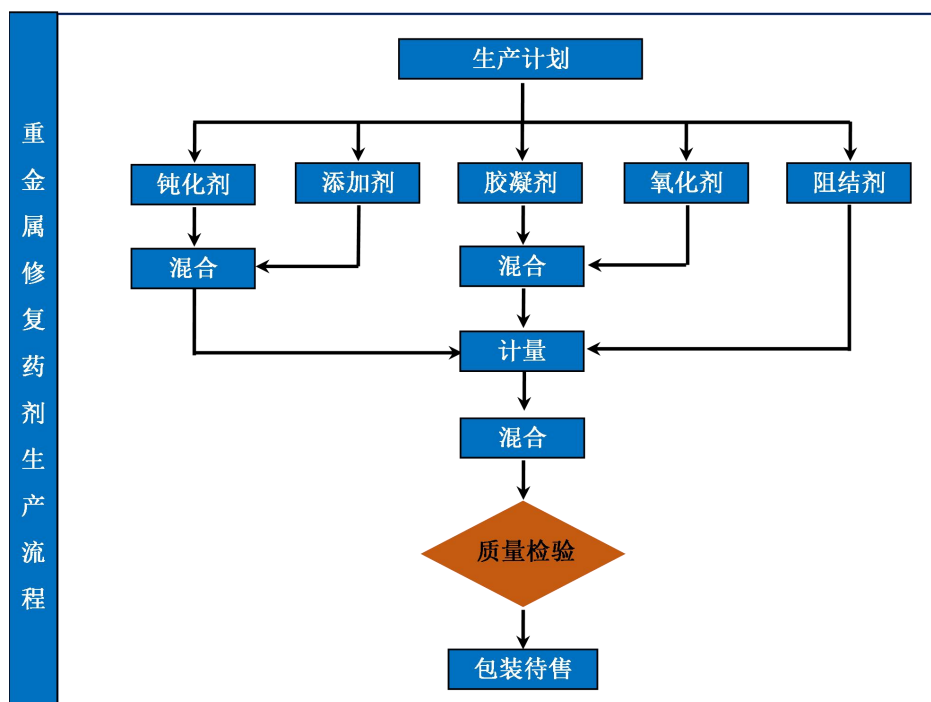 重金属修复药剂生产流程
生产计划
钝化剂
添加剂
胶凝剂
氧化剂
阻结剂
混合
混合
计量
混合
质量检验
包装待售